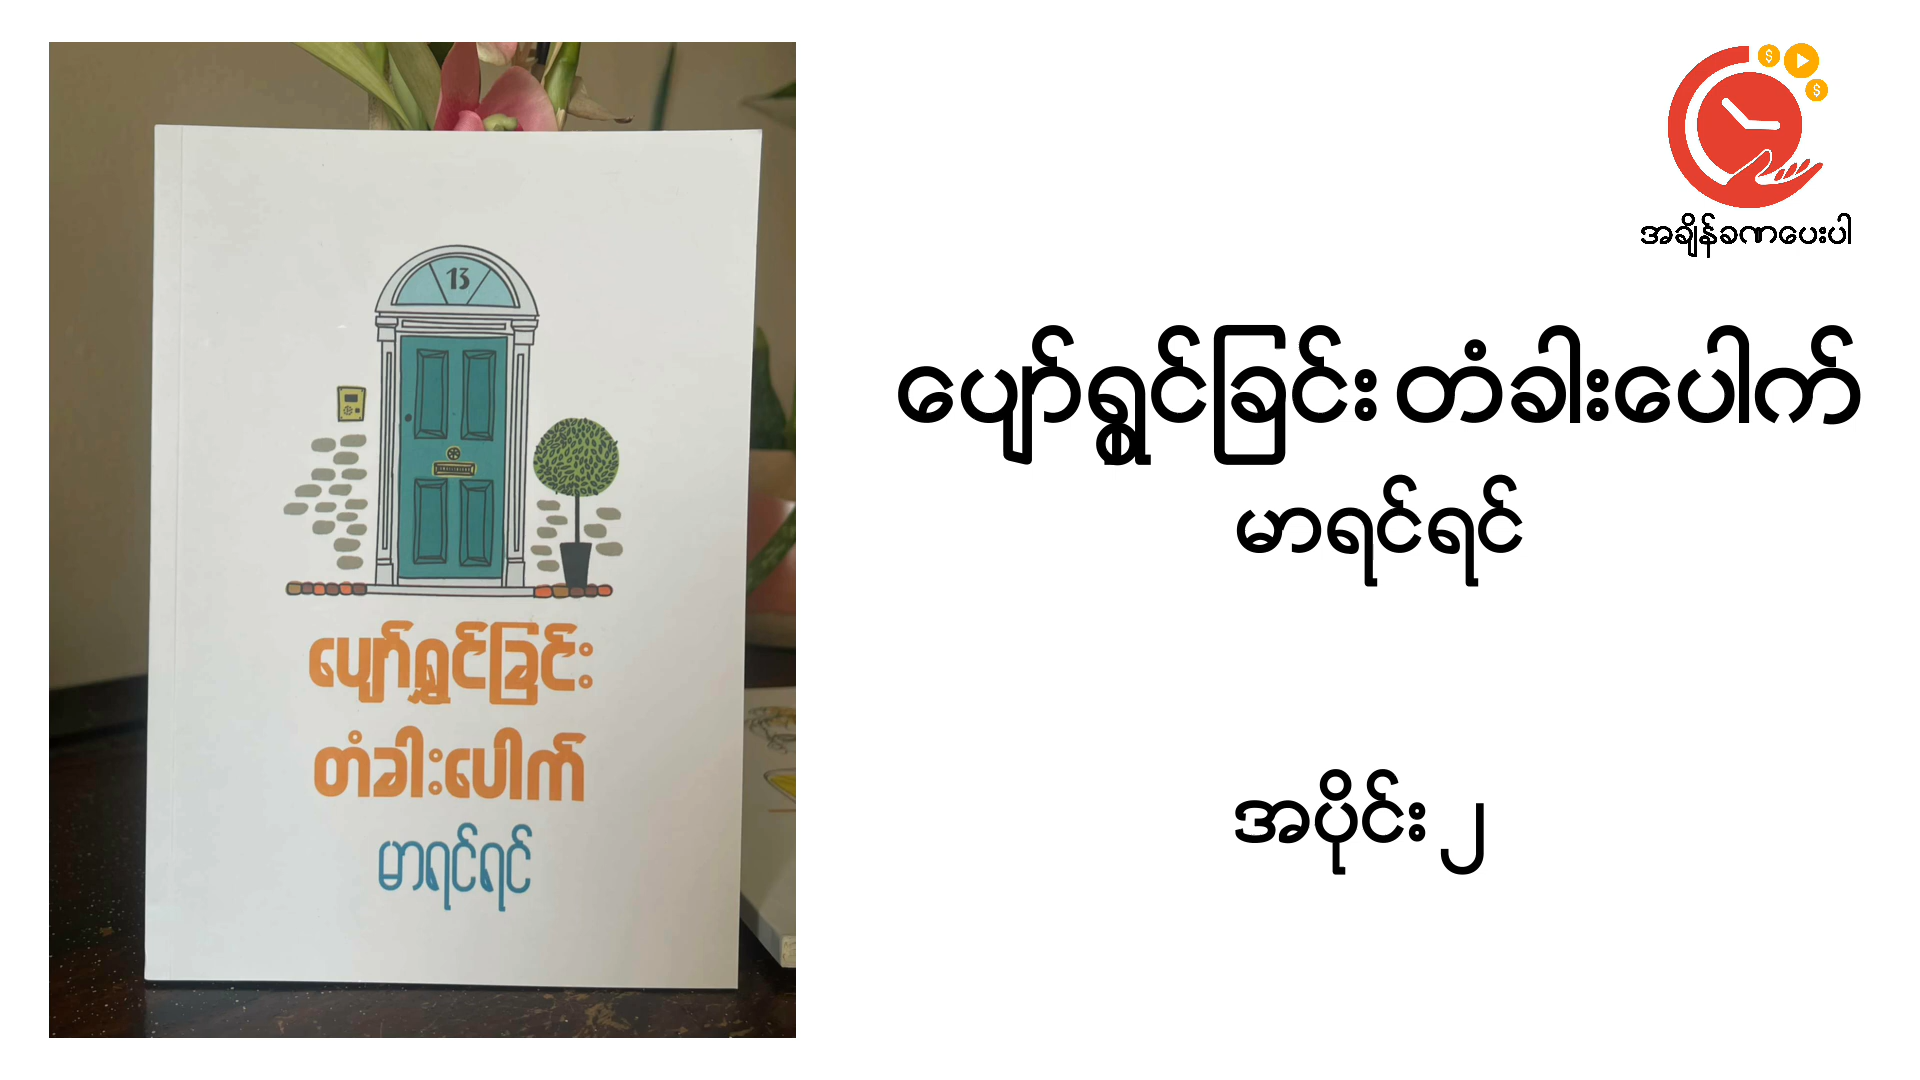 13
ပျော်ရွှင်ခြင်း
တံခါးပေါက်
မာရင်ရင်
အချိန်ခဏပေးပါ
ပျော်ရွှင်ခြင်း တံခါးပေါက်
မာရင်ရင်
အပိုင်း ၂